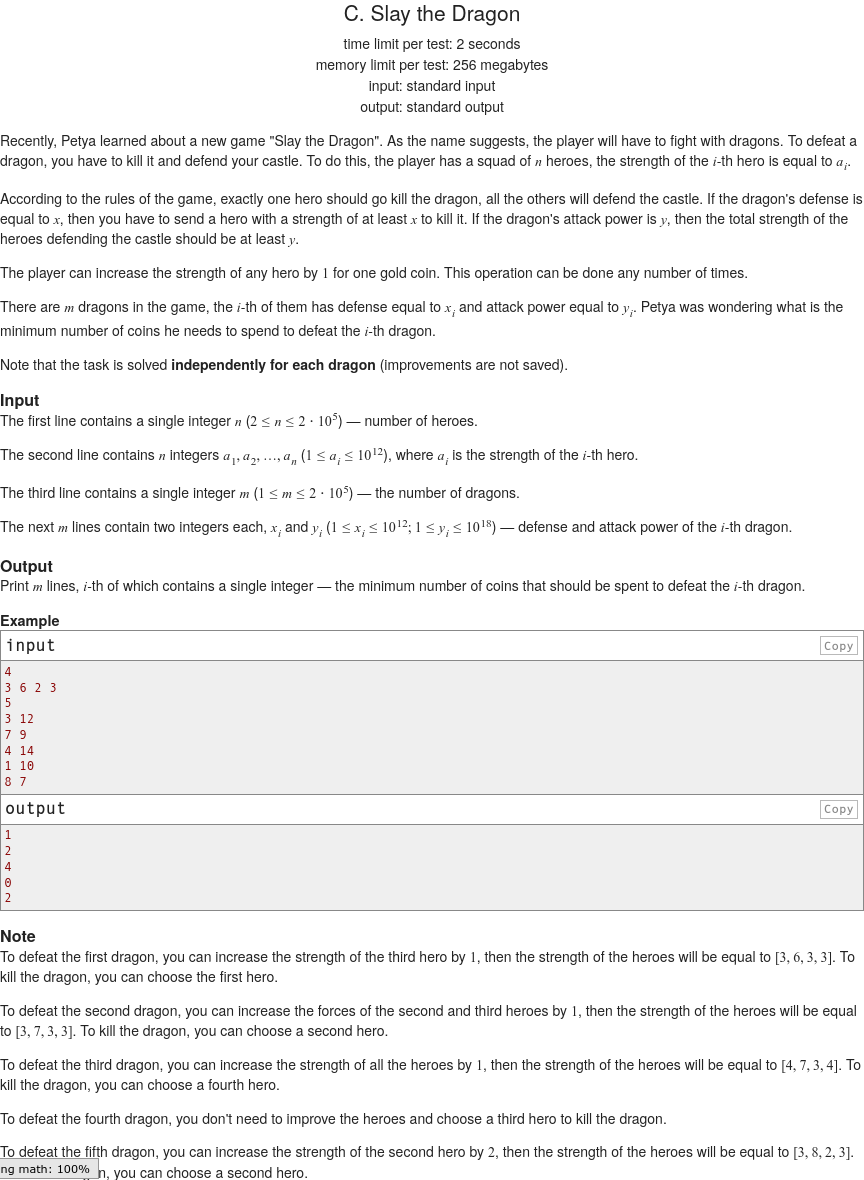 C. Slay the Dragon
time limit per test: 2 seconds
memory limit per test: 256 megabytes
input: standard input
output: standard output
Recently, Petya learned about a new game "Slay the Dragon". As the name suggests, the player will have to fight with dragons. To defeat a
dragon, you have to kill it and defend your castle. To do this, the player has a squad of n heroes, the strength of the i-th hero is equal to a_i.
According to the rules of the game, exactly one hero should go kill the dragon, all the others will defend the castle. If the dragon's defense is
equal to x, then you have to send a hero with a strength of at least x to kill it. If the dragon's attack power is y, then the total strength of the
heroes defending the castle should be at least y.
The player can increase the strength of any hero by 1 for one gold coin. This operation can be done any number of times.
There are m dragons in the game, the i-th of them has defense equal to x_i and attack power equal to y_i. Petya was wondering what is the
minimum number of coins he needs to spend to defeat the i-th dragon.
Note that the task is solved independently for each dragon (improvements are not saved).
Input
The first line contains a single integer n (2 ≤ n ≤ 2 · 10^5) — number of heroes.
The second line contains n integers a_1, a_2, …, a_n (1 ≤ a_i ≤ 10^12), where a_i is the strength of the i-th hero.
The third line contains a single integer m (1 ≤ m ≤ 2 · 10^5) — the number of dragons.
The next m lines contain two integers each, x_i and y_i (1 ≤ x_i ≤ 10^12; 1 ≤ y_i ≤ 10^18) — defense and attack power of the i-th dragon.
Output
Print m lines, i-th of which contains a single integer — the minimum number of coins that should be spent to defeat the i-th dragon.
Example
input
Copy
4
3 6 2 3
5
3 12
7 9
4 14
1 10
8 7
output
Copy
1
2
4
0
2
Note
To defeat the first dragon, you can increase the strength of the third hero by 1, then the strength of the heroes will be equal to [3, 6, 3, 3]. To
kill the dragon, you can choose the first hero.
To defeat the second dragon, you can increase the forces of the second and third heroes by 1, then the strength of the heroes will be equal
to [3, 7, 3, 3]. To kill the dragon, you can choose a second hero.
To defeat the third dragon, you can increase the strength of all the heroes by 1, then the strength of the heroes will be equal to [4, 7, 3, 4]. To
kill the dragon, you can choose a fourth hero.
To defeat the fourth dragon, you don't need to improve the heroes and choose a third hero to kill the dragon.
To defeat the fifth dragon, you can increase the strength of the second hero by 2, then the strength of the heroes will be equal to [3, 8, 2, 3].
ng math: 100% n, you can choose a second hero.